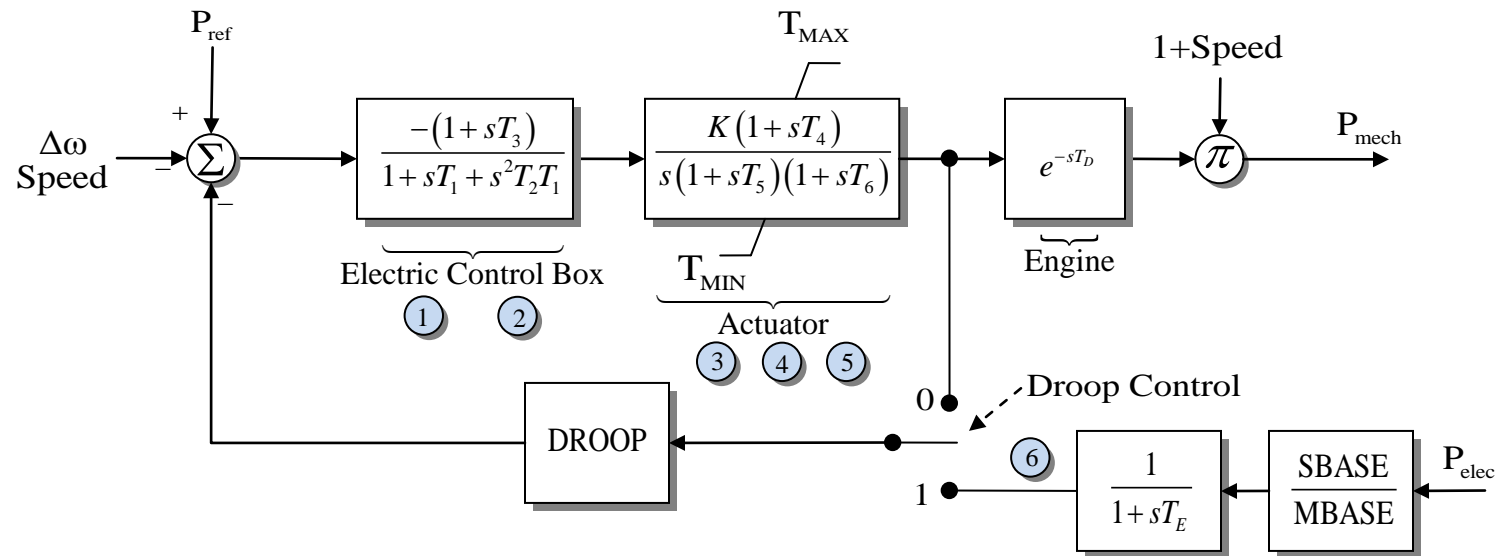 P_ref
T_MAX
1+Speed
P_mech
Δω
Speed
+
−
−
Σ
-(1+sT_3)
1+sT_1+s^2T_2T_1
K(1+sT_4)
s(1+sT_5)(1+sT_6)
e^{-sT_D}
π
T_MIN
Electric Control Box
1 2
Actuator
3 4 5
Engine
DROOP
0
Droop Control
1
6
1
1+sT_E
SBASE
MBASE
P_elec